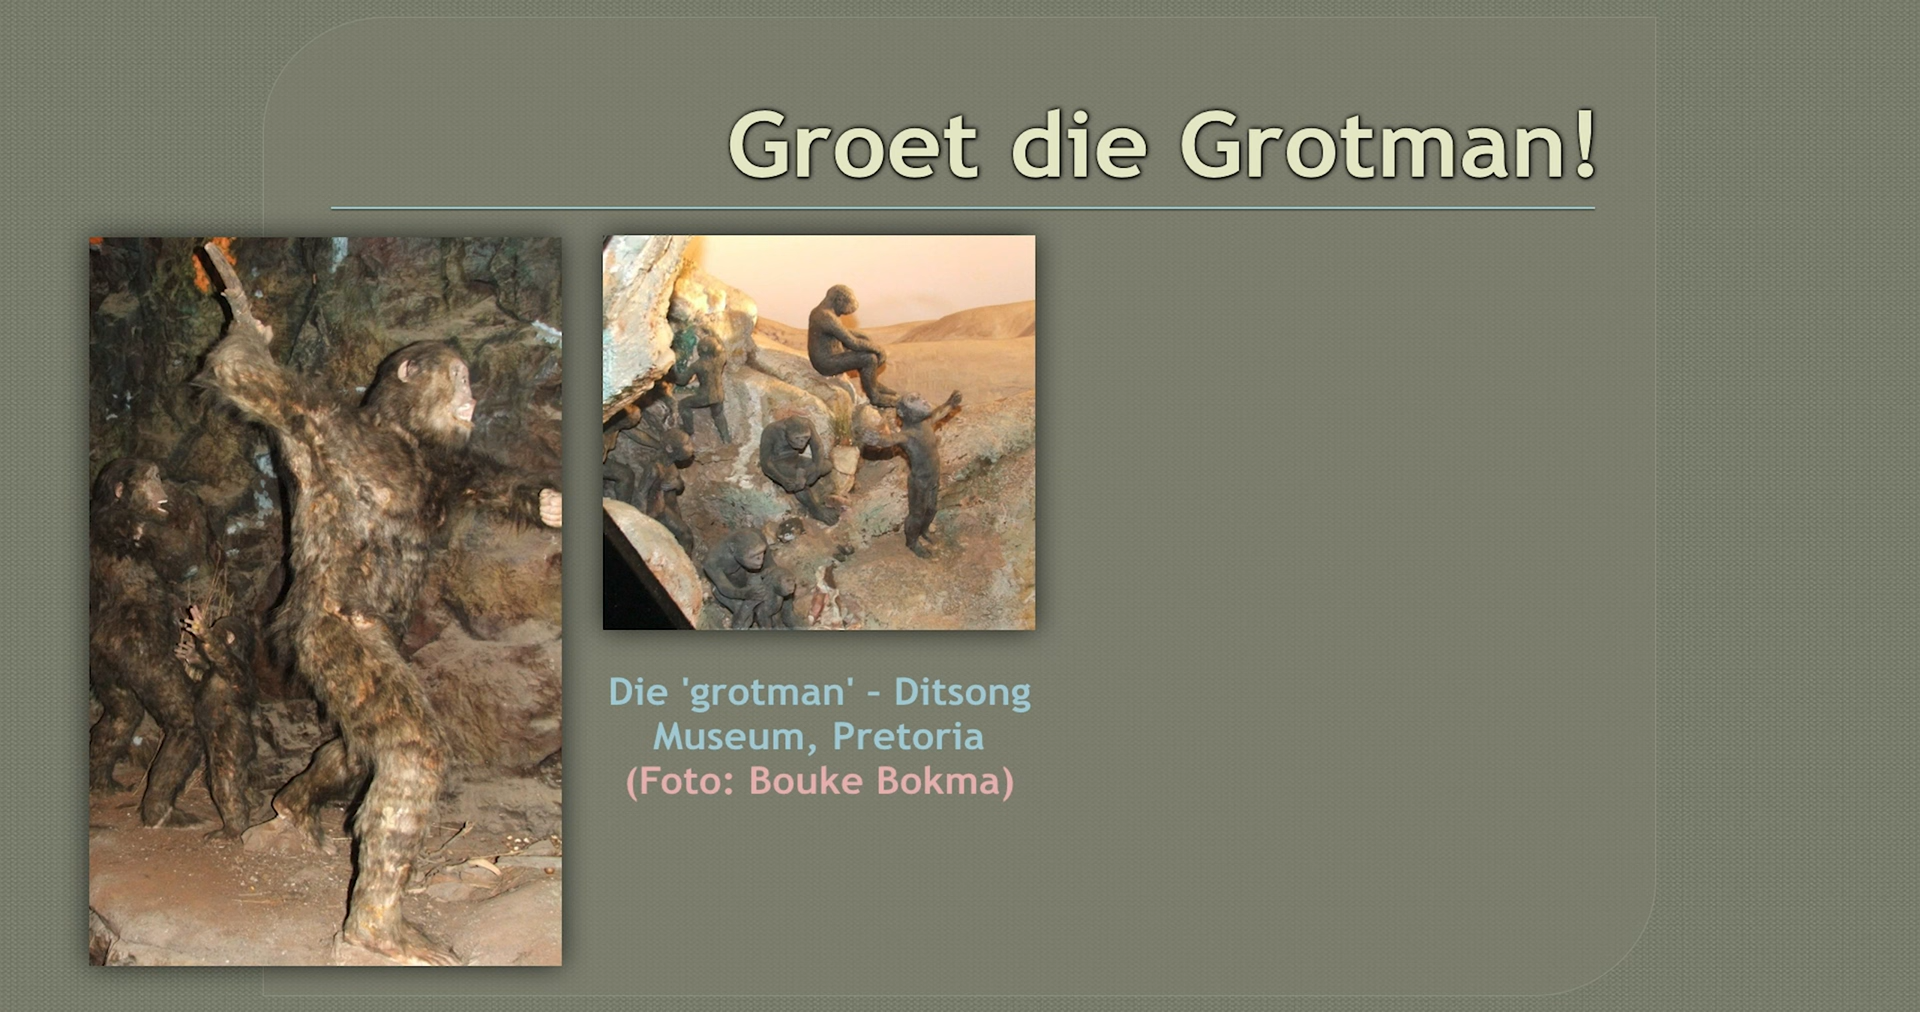 Groet die Grotman!
Die 'grotman' – Ditsong
Museum, Pretoria
(Foto: Bouke Bokma)